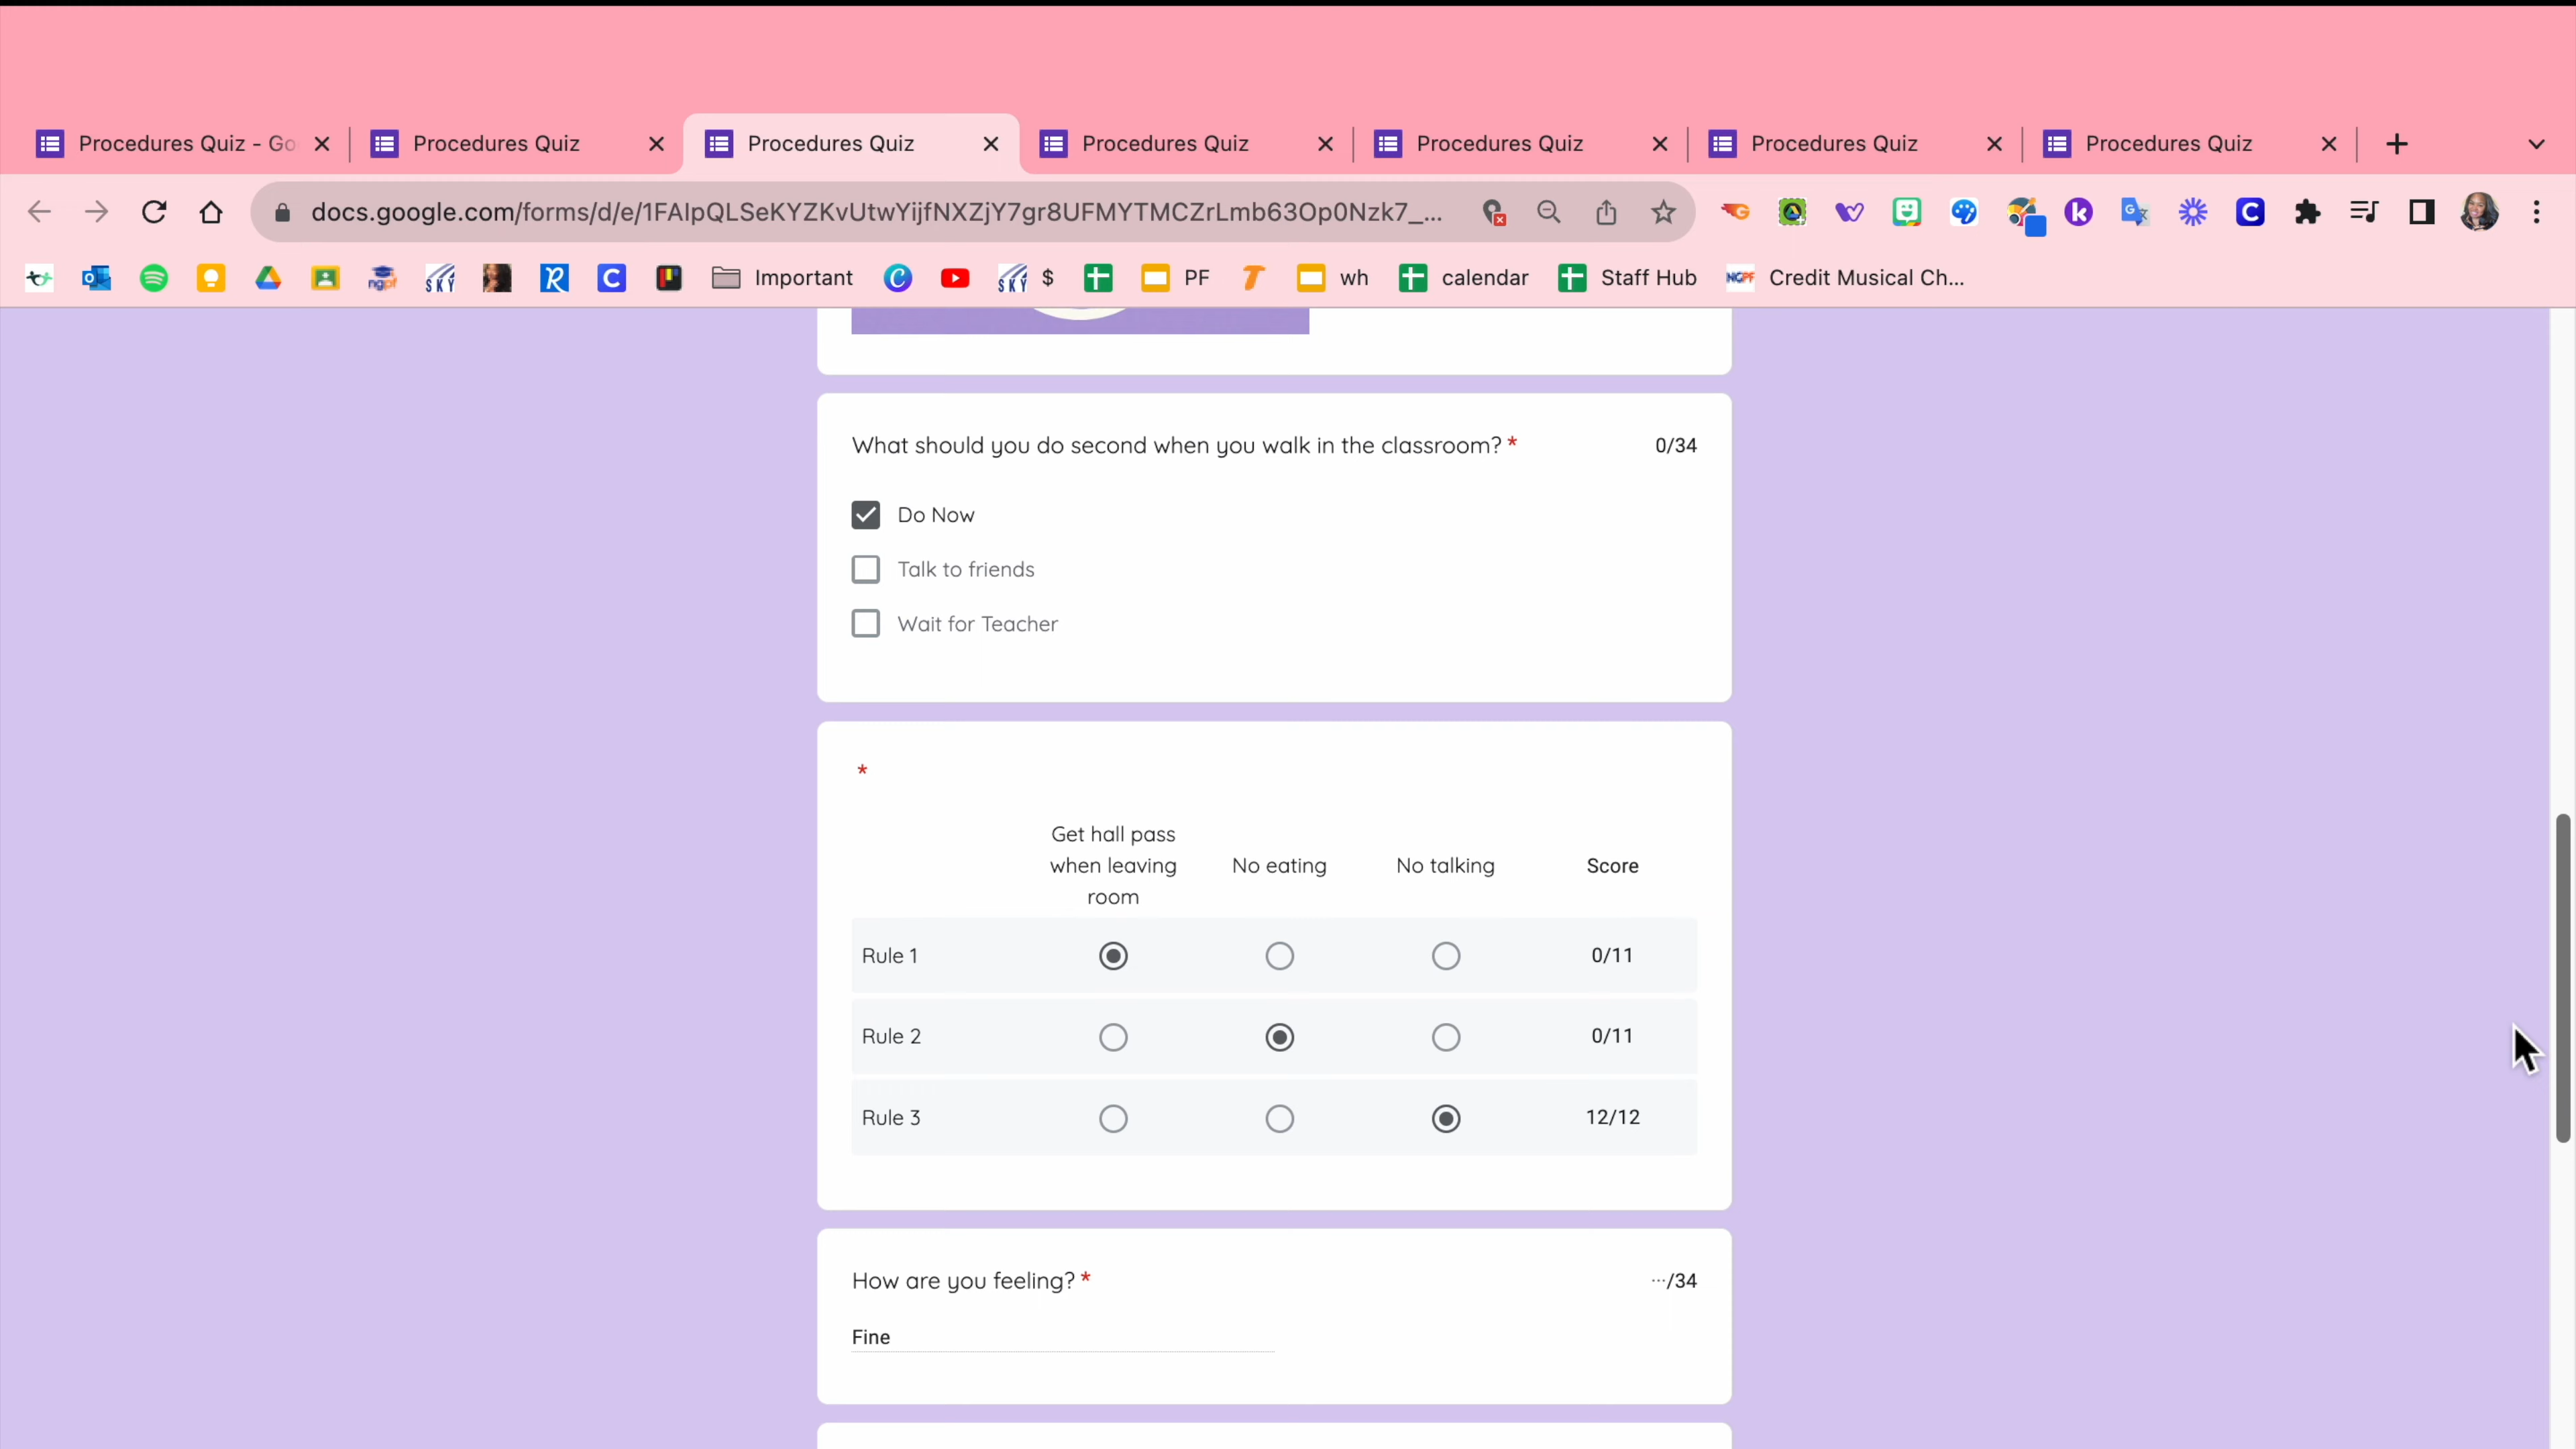 Procedures Quiz - Go
Procedures Quiz
Procedures Quiz
Procedures Quiz
Procedures Quiz
Procedures Quiz
Procedures Quiz
docs.google.com/forms/d/e/1FAIpQLSeKYZKvUtwYijfNXZjY7gr8UFMYTMCZrLmb63Op0Nzk7_...
ngpf
SKY
Important
SKY
$
PF
wh
calendar
Staff Hub
NGPF
Credit Musical Ch...
What should you do second when you walk in the classroom? *
0/34
Do Now
Talk to friends
Wait for Teacher
*
Get hall pass
when leaving
room
No eating
No talking
Score
Rule 1
0/11
Rule 2
0/11
Rule 3
12/12
How are you feeling? *
···/34
Fine